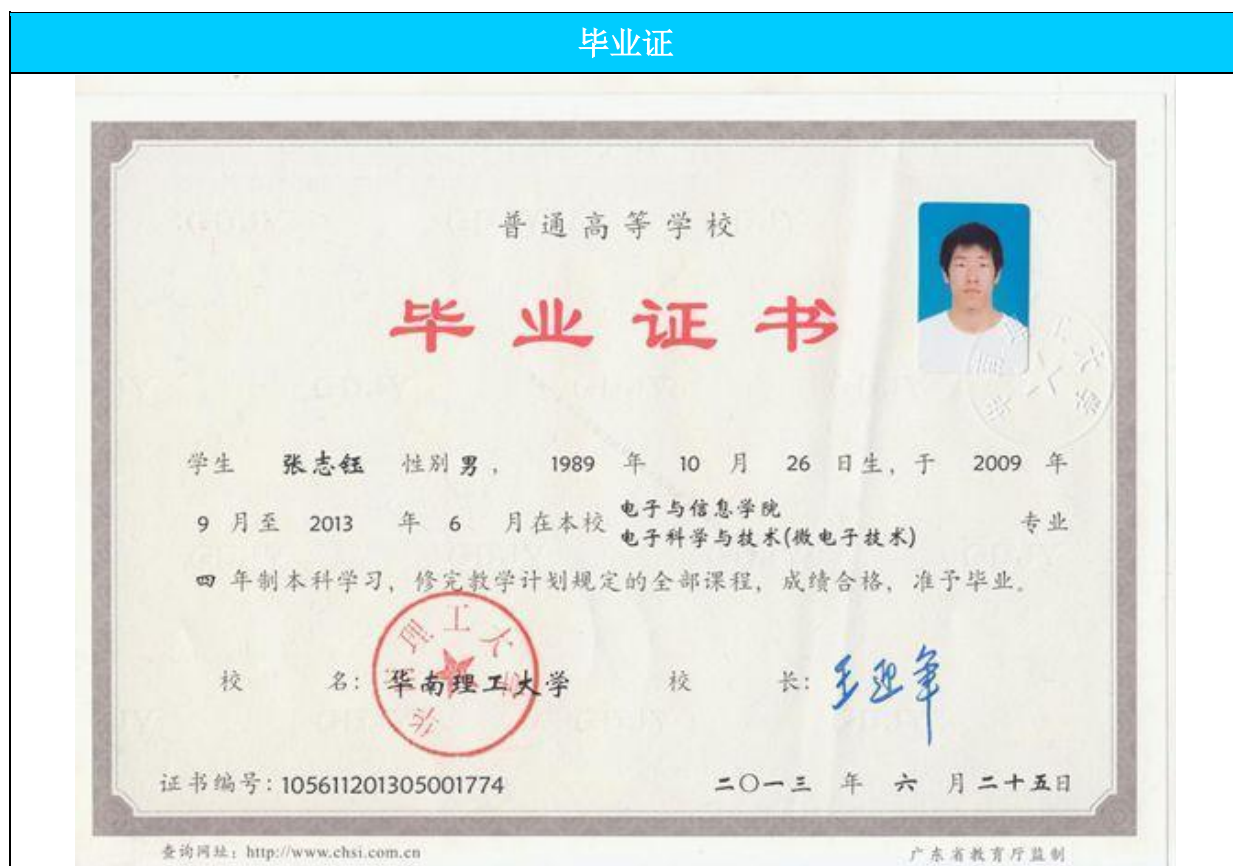 毕业证
普通高等学校
毕业证书
学生 张志钰 性别 男， 1989 年 10 月 26 日生，于 2009 年
9 月至 2013 年 6 月在本校 电子与信息学院
电子科学与技术(微电子技术) 专业
四 年制本科学习，修完教学计划规定的全部课程，成绩合格，准予毕业。
校 名：华南理工大学 校 长：王迎军
华南理工大学
证书编号：105611201305001774 二〇一三 年 六 月 二十五日
查询网址：http://www.chsi.com.cn 广东省教育厅监制